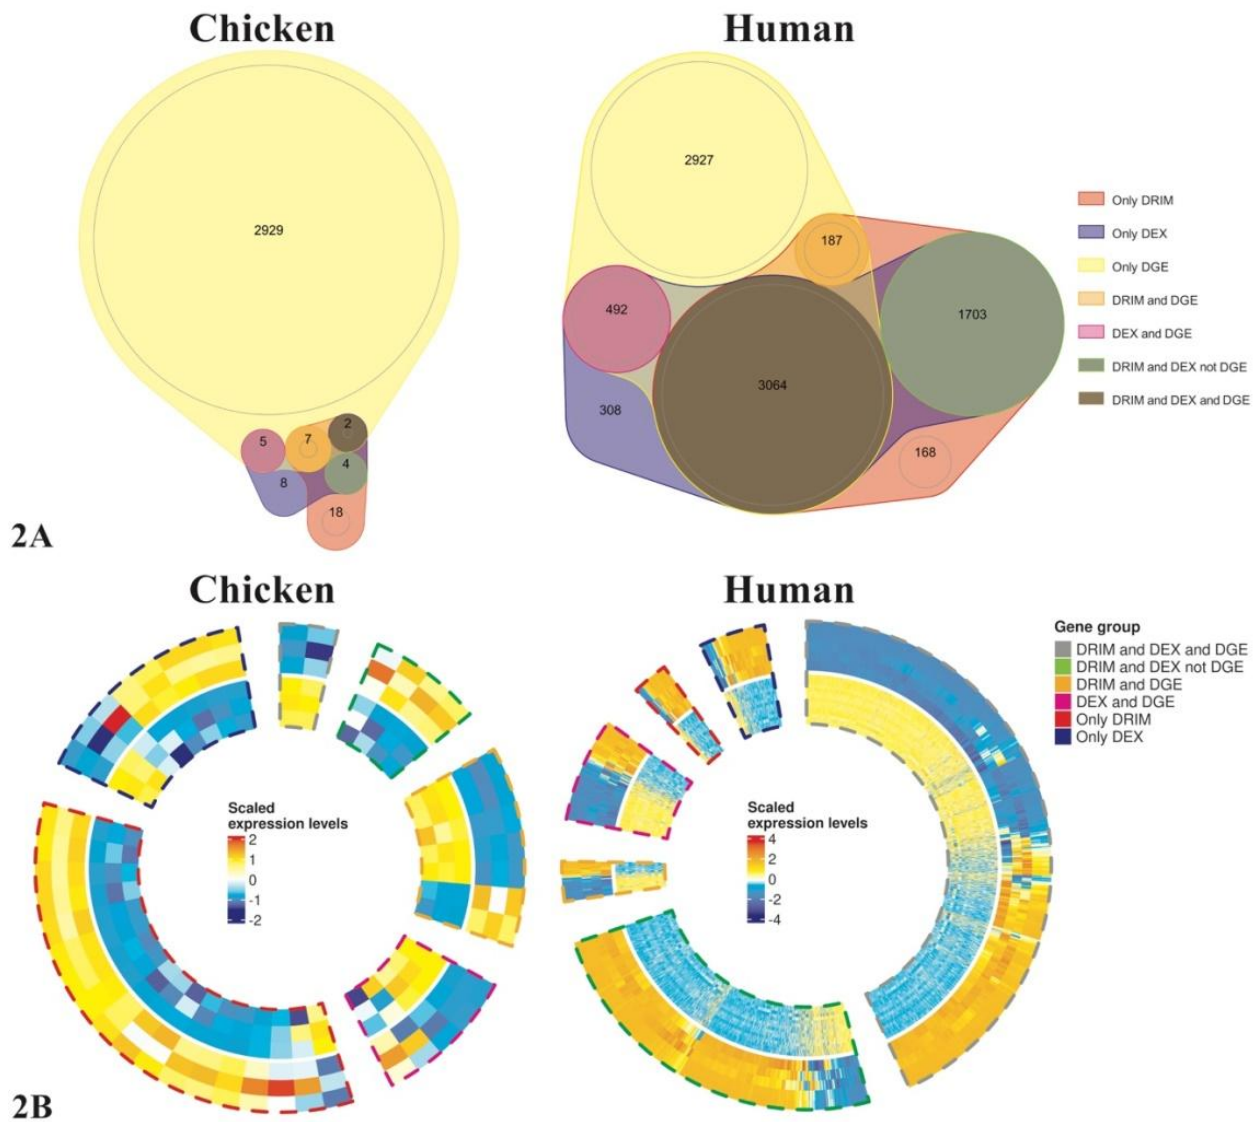 Chicken
Human
2929
5
7
2
8
4
18
2927
187
492
1703
3064
308
168
Only DRIM
Only DEX
Only DGE
DRIM and DGE
DEX and DGE
DRIM and DEX not DGE
DRIM and DEX and DGE
2A
Chicken
Human
Scaled
expression levels
2
1
0
-1
-2
Scaled
expression levels
4
2
0
-2
-4
Gene group
DRIM and DEX and DGE
DRIM and DEX not DGE
DRIM and DGE
DEX and DGE
Only DRIM
Only DEX
2B